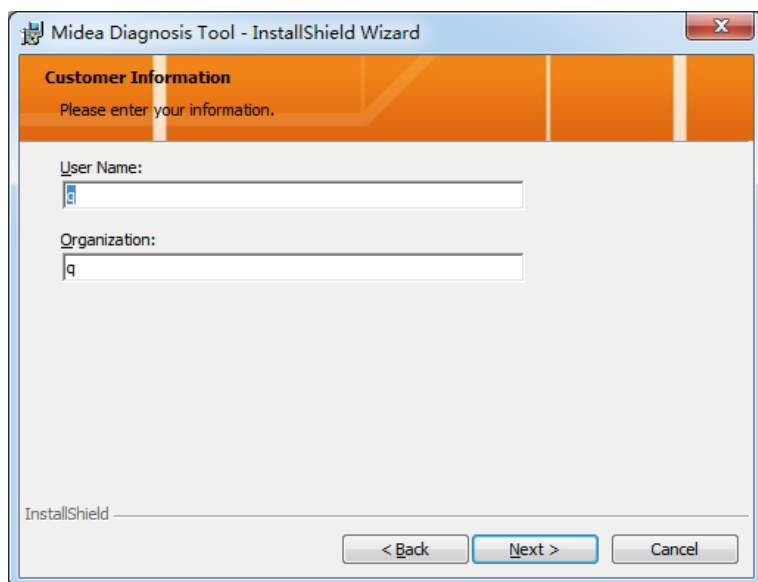 Midea Diagnosis Tool - InstallShield Wizard
Customer Information
Please enter your information.
User Name:
q
Organization:
q
InstallShield
< Back
Next >
Cancel